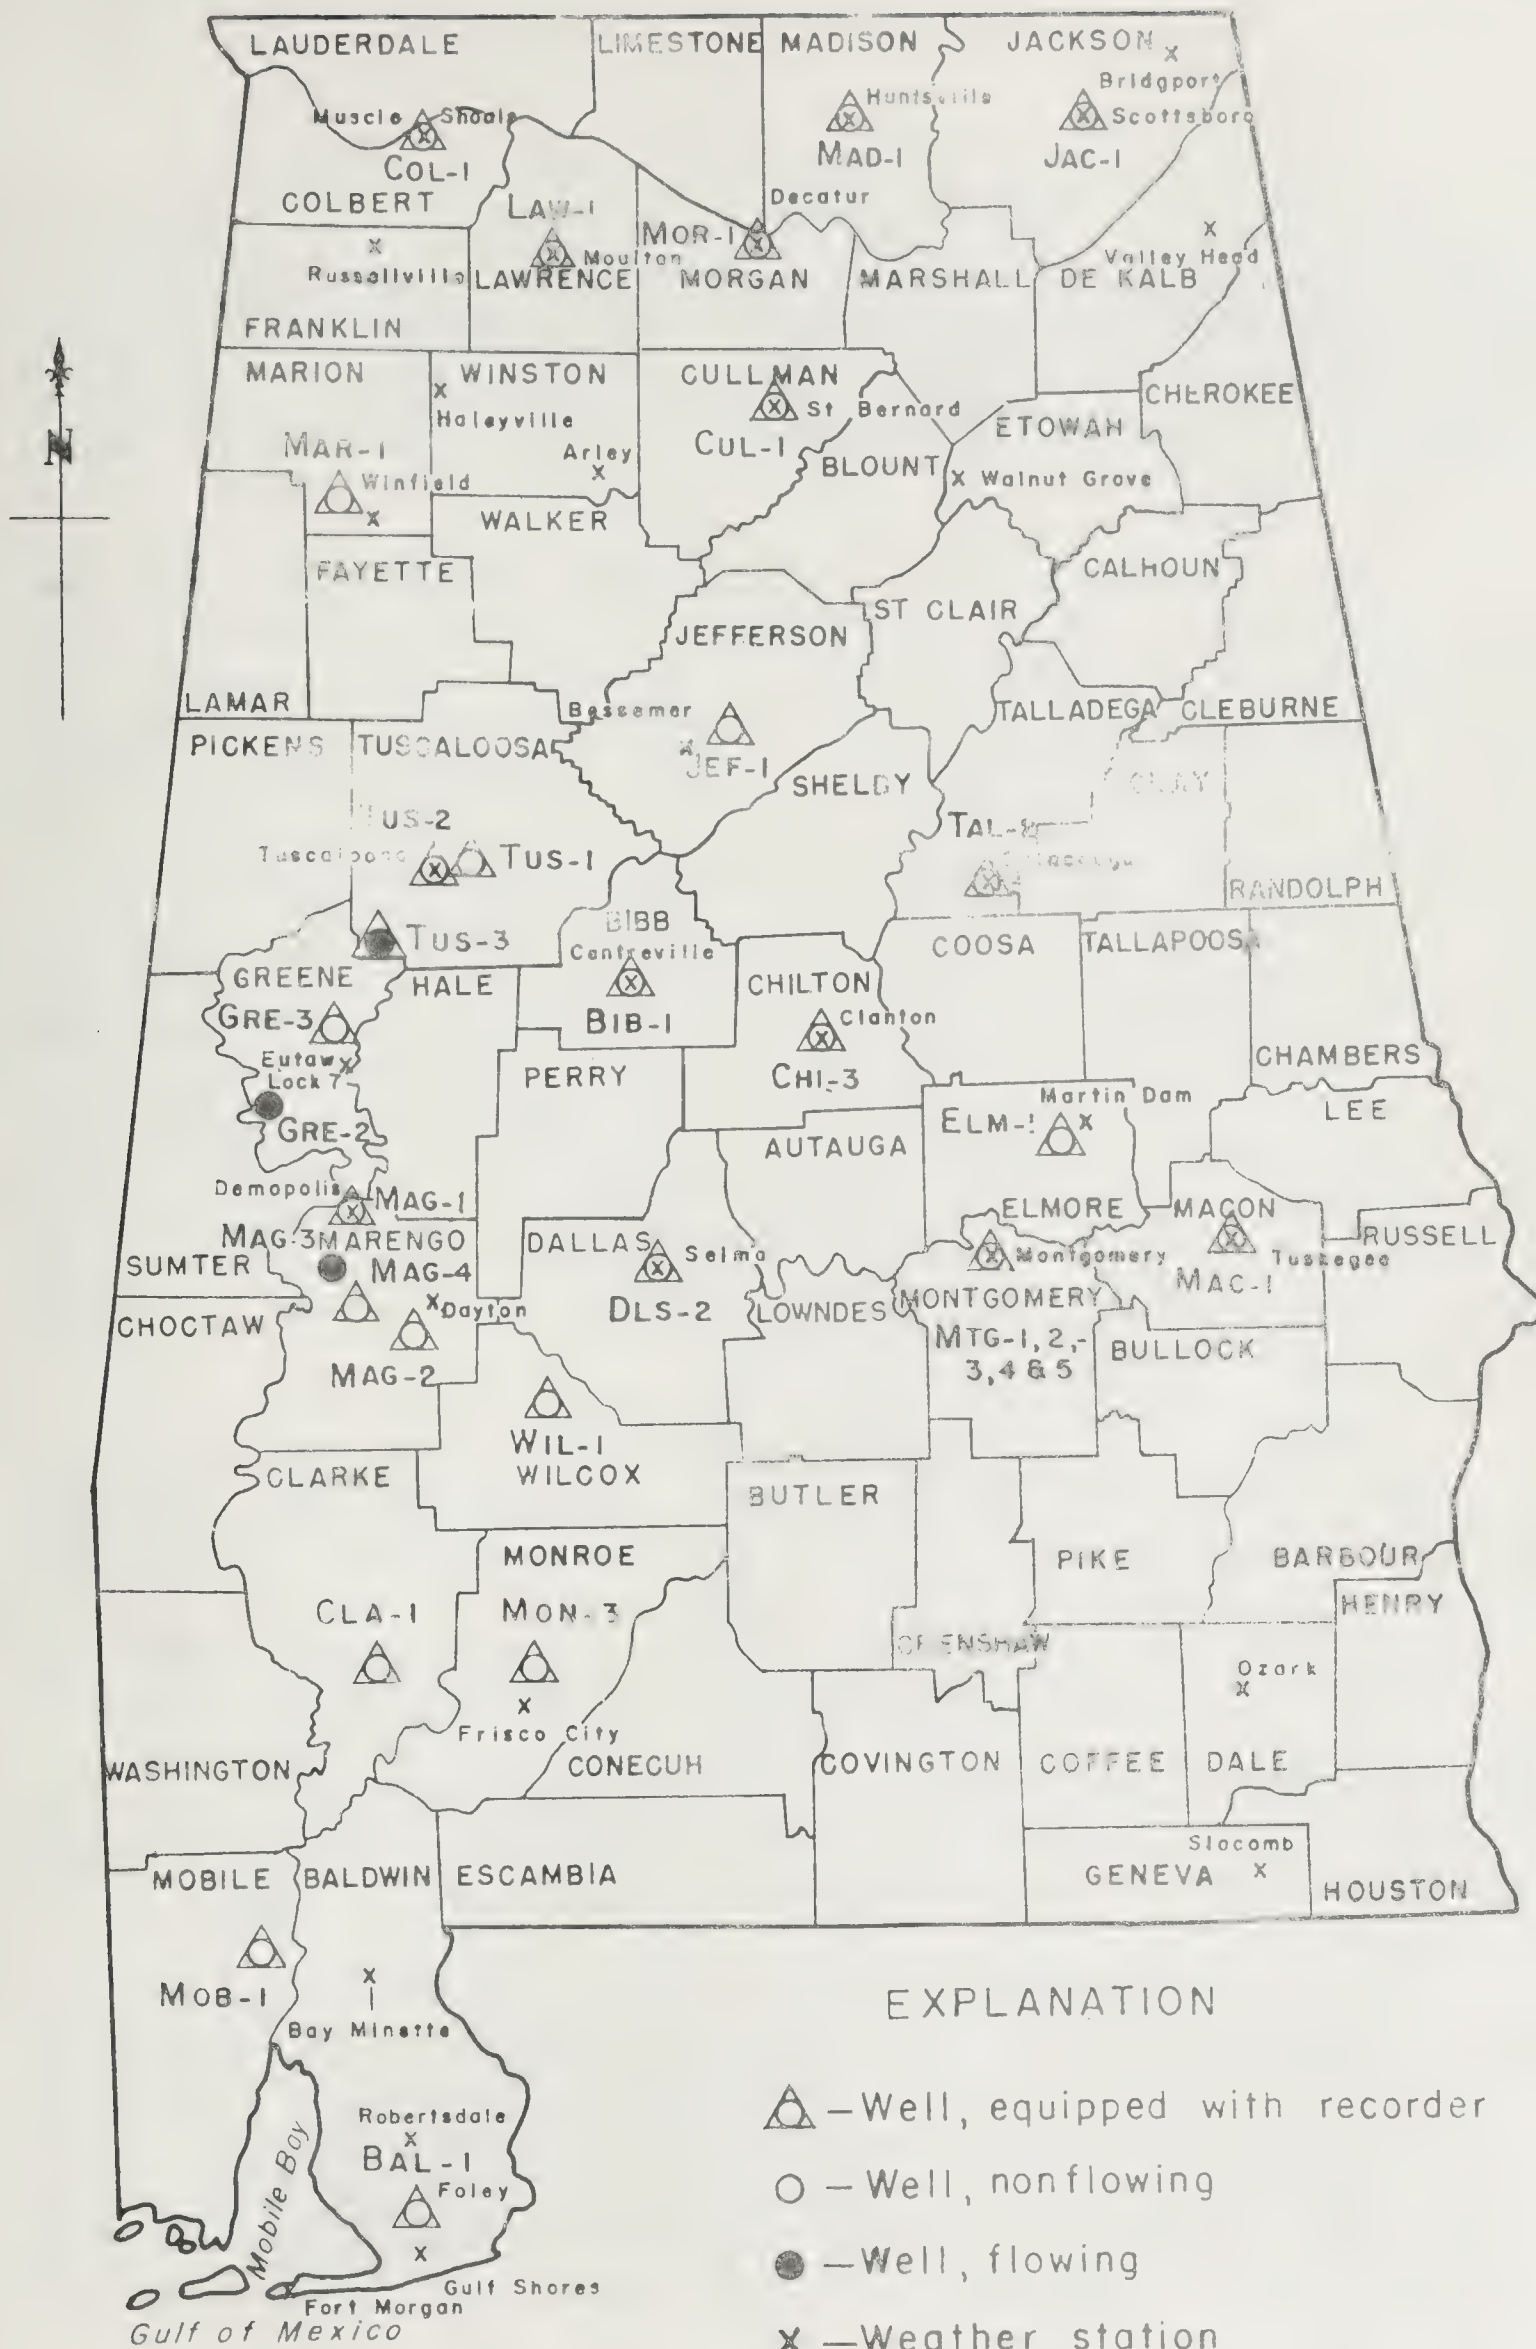 LAUDERDALE
LIMESTONE
MADISON
JACKSON
Bridgport
Huntsville
Scottsboro
Muscle Shoals
MAD-1
JAC-1
COL-1
Decatur
COLBERT
LAW-1
MOR-1
Moulton
Valley Head
Russellville
LAWRENCE
MORGAN
MARSHALL
DE KALB
FRANKLIN
MARION
WINSTON
CULLMAN
CHEROKEE
St Bernard
Haleyville
ETOWAH
MAR-1
Arley
CUL-1
BLOUNT
Walnut Grove
Winfield
N
WALKER
FAYETTE
CALHOUN
ST CLAIR
JEFFERSON
LAMAR
Bessemer
TALLADEGA
CLEBURNE
PICKENS
TUSCALOOSA
JEF-1
SHELBY
CLAY
TUS-2
Tuscaloosa
TUS-1
RANDOLPH
BIBB
TUS-3
Centreville
COOSA
TALLAPOOSA
GREENE
HALE
CHILTON
GRE-3
BIB-1
Clanton
Eutaw
Lock 7
PERRY
CHI-3
CHAMBERS
Martin Dam
LEE
GRE-2
ELM-1
AUTAUGA
Demopolis
MAG-1
ELMORE
MACON
MAG-3
MARENGO
DALLAS
Selma
Montgomery
Tuskegee
RUSSELL
SUMTER
MAG-4
MAC-1
Dayton
DLS-2
LOWNDES
MONTGOMERY
CHOCTAW
MTG-1, 2,-
3, 4 & 5
BULLOCK
MAG-2
WIL-1
WILCOX
CLARKE
BUTLER
MONROE
PIKE
BARBOUR
HENRY
CLA-1
MON-3
CRENSHAW
Ozark
Frisco City
WASHINGTON
CONECUH
COVINGTON
COFFEE
DALE
Slocomb
MOBILE
BALDWIN
ESCAMBIA
GENEVA
HOUSTON
MOB-1
Bay Minette
EXPLANATION
Well, equipped with recorder
Robertsdale
BAL-1
Foley
Mobile Bay
Well, nonflowing
Well, flowing
Gulf Shores
Fort Morgan
Gulf of Mexico
Weather station